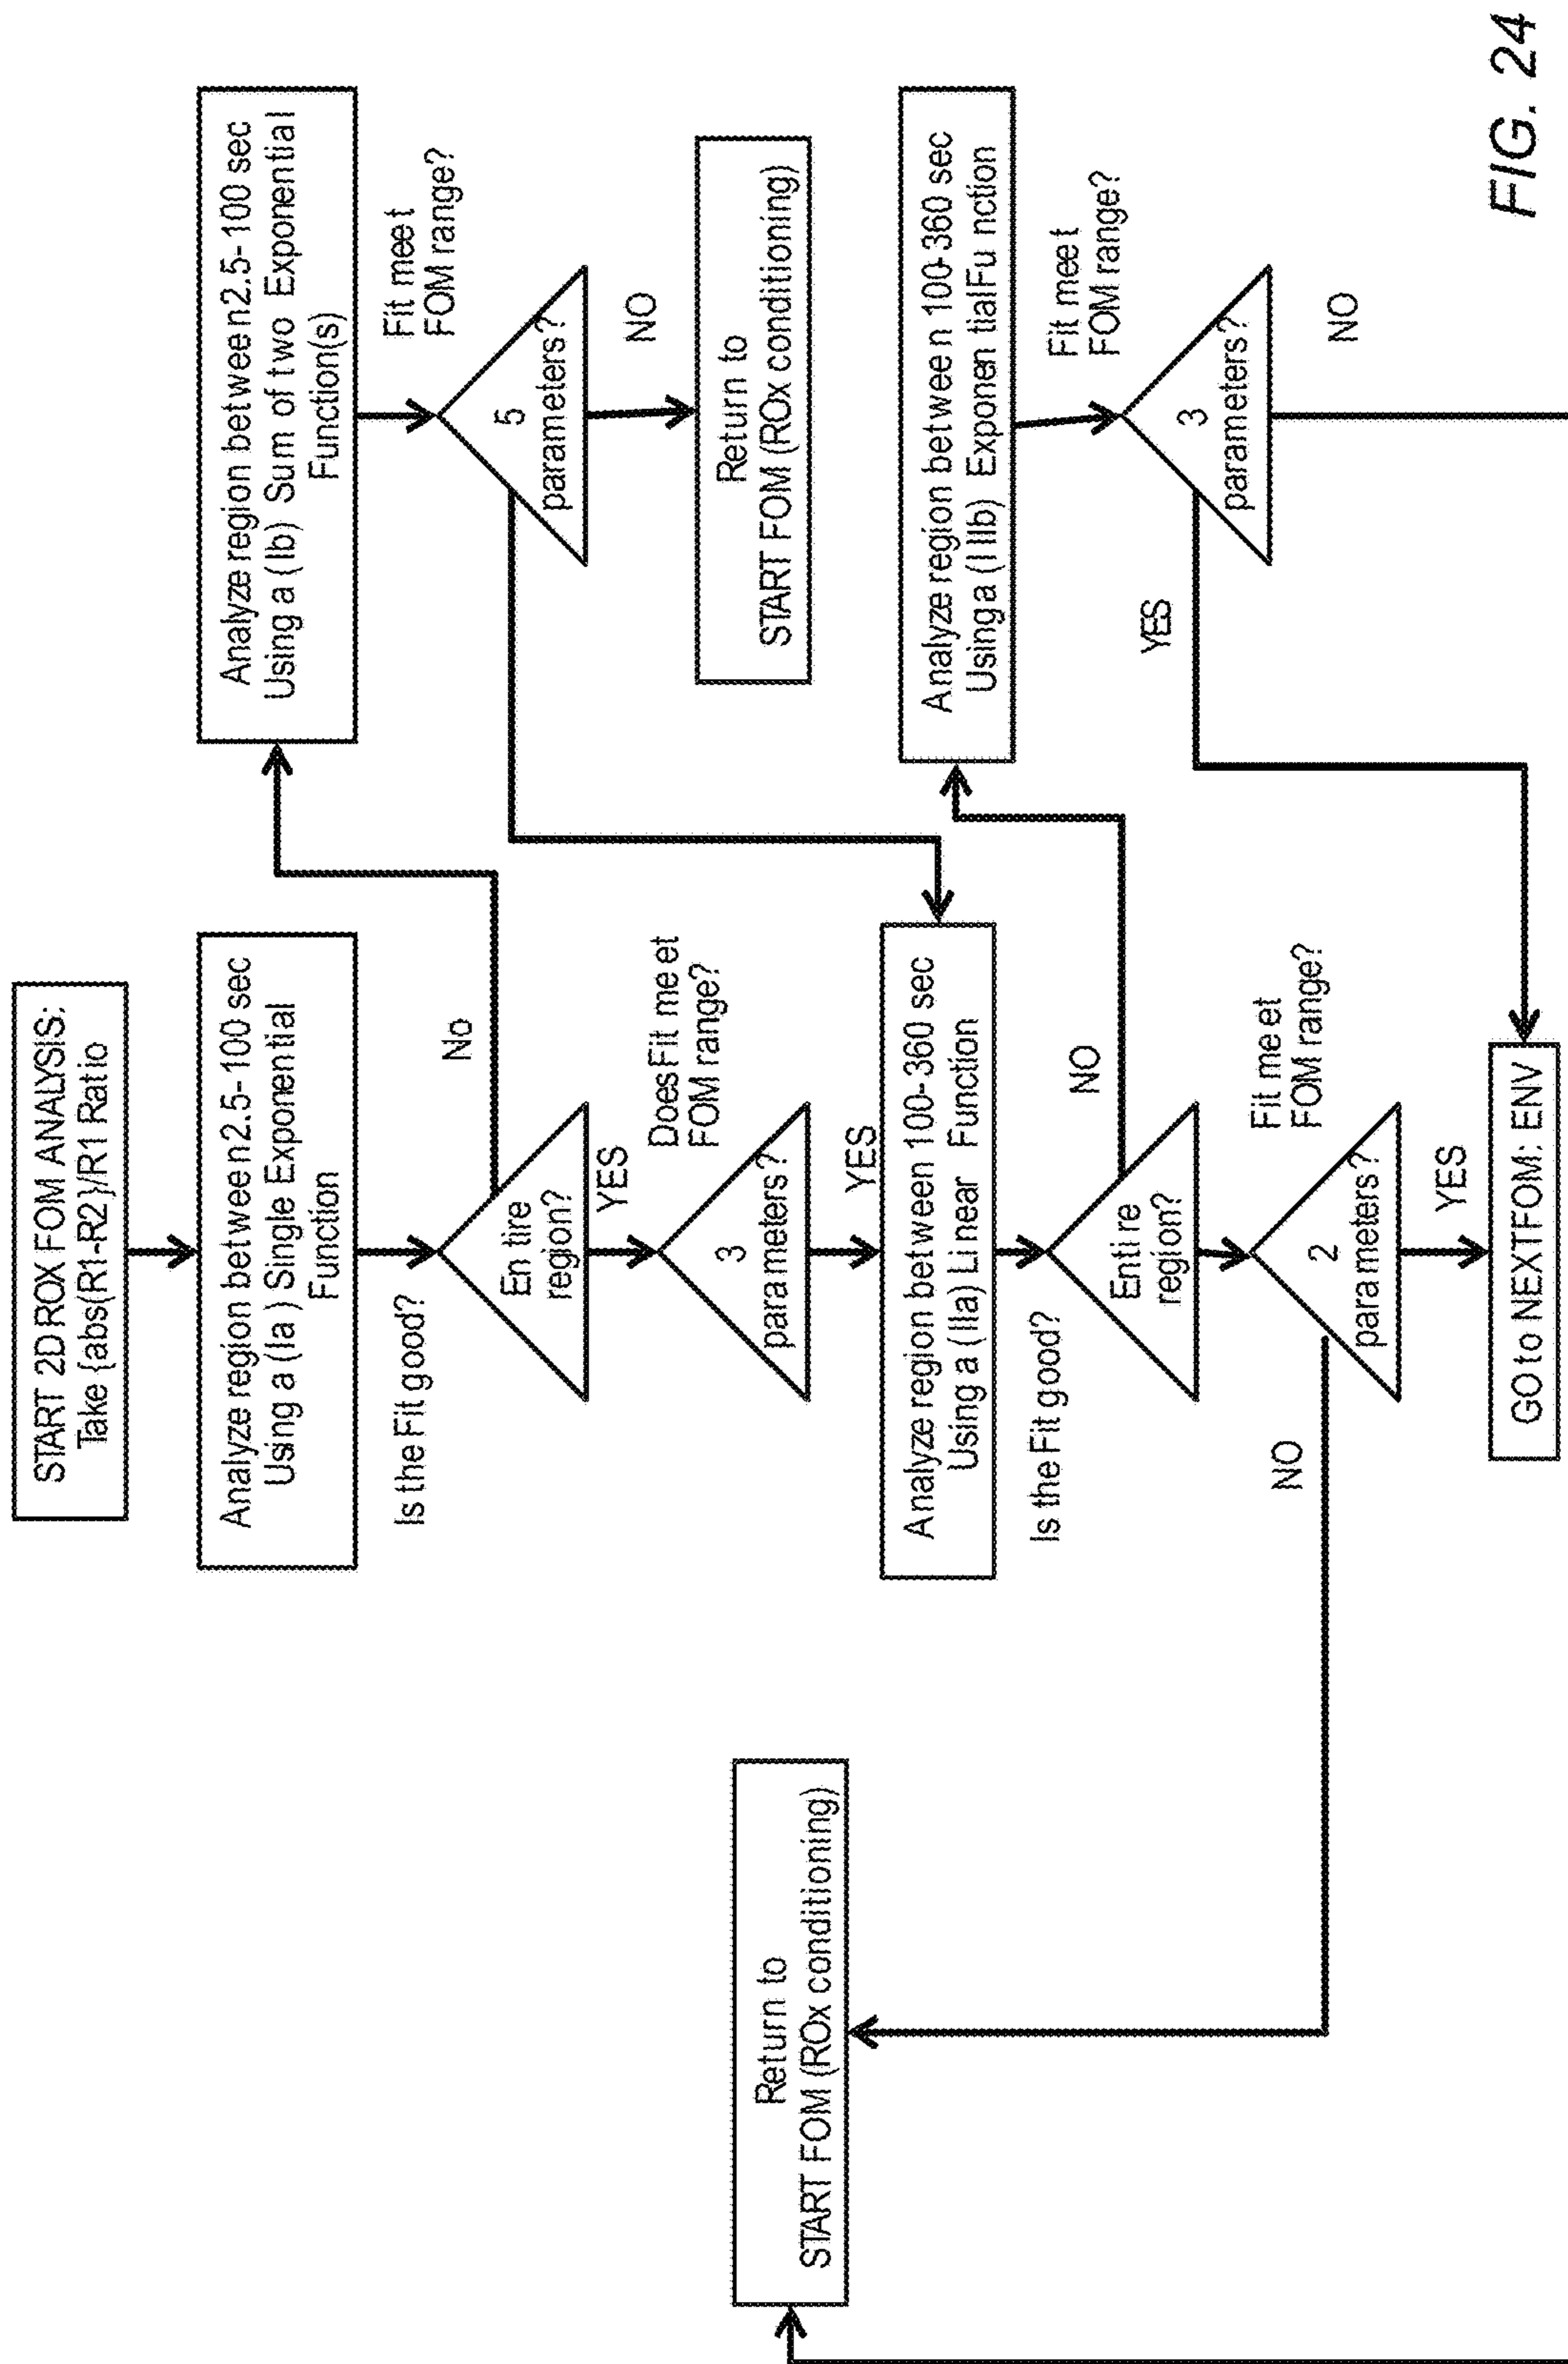 START 2D ROX FOM ANALYSIS:
Take {abs(R1-R2}/R1 Ratio
Analyze region betwee n2.5-100 sec
Using a (Ia ) Single Exponential
Function
Is the Fit good?
En tire
region?
No
YES
Does Fit me et
FOM range?
3
para meters?
YES
Analyze region between 100-360 sec
Using a (IIa) Li near Function
Is the Fit good?
Enti re
region?
NO
Fit me et
FOM range?
2
para meters?
NO
YES
GO to NEXTFOM: ENV
Analyze region between n2.5-100 sec
Using a ( Ib) Sum of two Exponential
Function(s)
Fit mee t
FOM range?
5
parameters?
NO
Return to
START FOM (ROx conditioning)
Analyze region betwee n 100-360 sec
Using a (I IIb) Exponen tialFu nction
Fit mee t
FOM range?
3
parameters?
YES
NO
Return to
START FOM (ROx conditioning)
FIG. 24